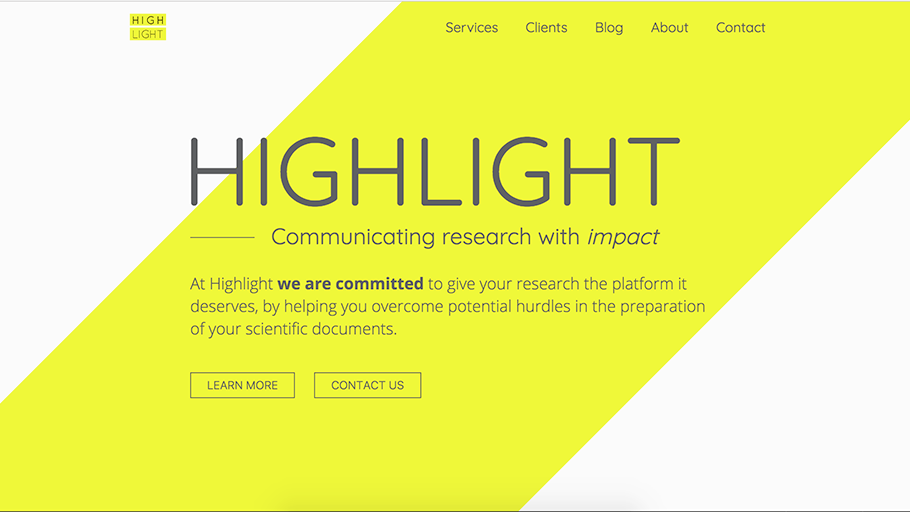 HIGH
LIGHT
Services Clients Blog About Contact
HIGHLIGHT
Communicating research with impact
At Highlight we are committed to give your research the platform it
deserves, by helping you overcome potential hurdles in the preparation
of your scientific documents.
LEARN MORE CONTACT US